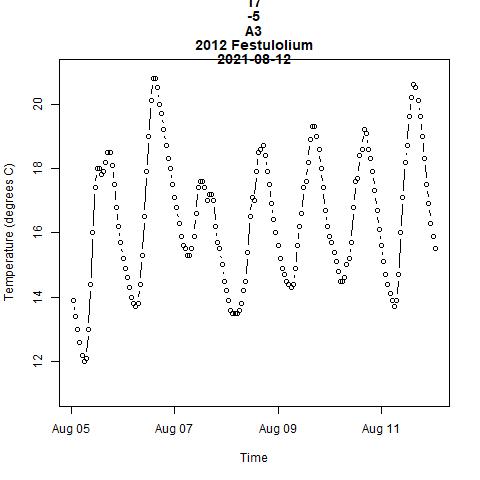 17
-5
A3
2012 Festulolium
2021-08-12
Temperature (degrees C)
20
18
16
14
12
Aug 05
Aug 07
Aug 09
Aug 11
Time